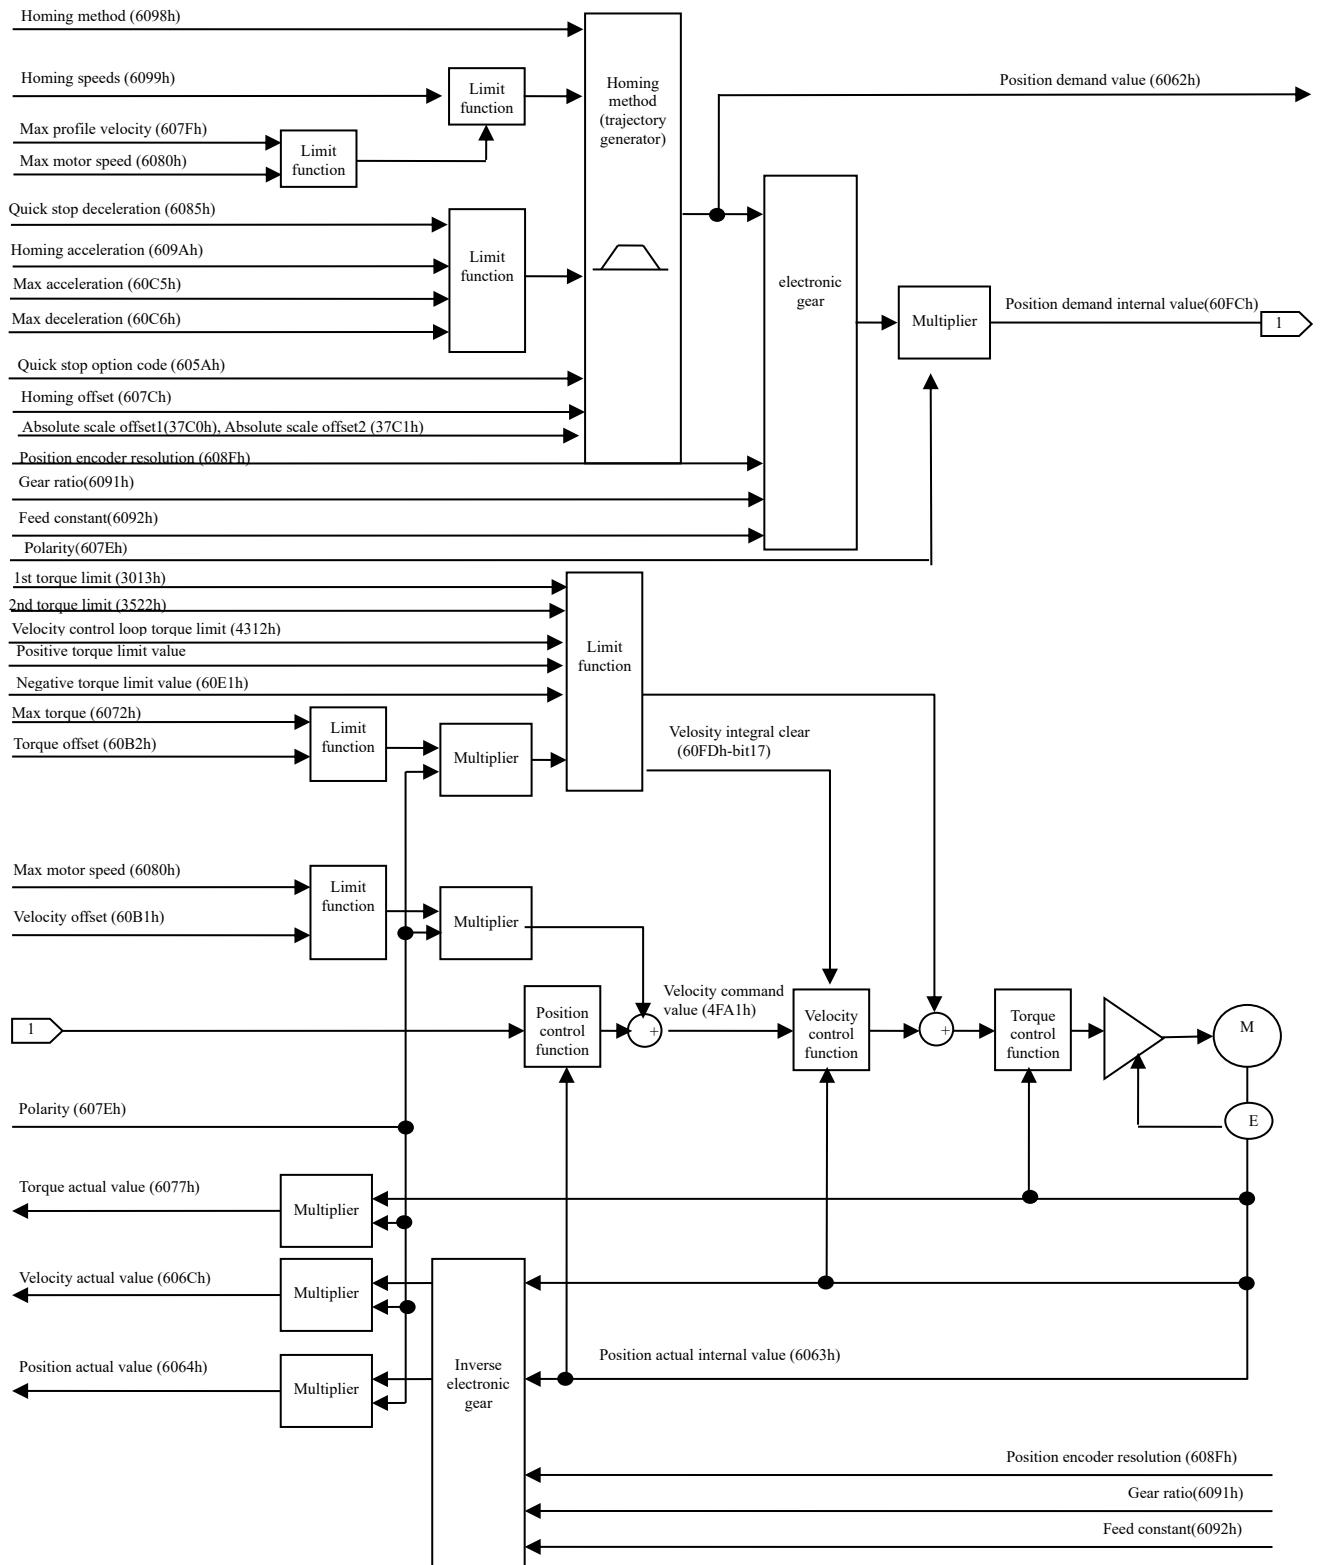 Homing method (6098h)
Homing speeds (6099h)
Limit
function
Max profile velocity (607Fh)
Max motor speed (6080h)
Limit
function
Homing
method
(trajectory
generator)
Position demand value (6062h)
Quick stop deceleration (6085h)
Homing acceleration (609Ah)
Max acceleration (60C5h)
Max deceleration (60C6h)
Limit
function
electronic
gear
Multiplier
Position demand internal value(60FCh)
1
Quick stop option code (605Ah)
Homing offset (607Ch)
Absolute scale offset1(37C0h), Absolute scale offset2 (37C1h)
Position encoder resolution (608Fh)
Gear ratio(6091h)
Feed constant(6092h)
Polarity(607Eh)
1st torque limit (3013h)
2nd torque limit (3522h)
Velocity control loop torque limit (4312h)
Positive torque limit value
Negative torque limit value (60E1h)
Limit
function
Max torque (6072h)
Torque offset (60B2h)
Limit
function
Multiplier
Velosity integral clear
(60FDh-bit17)
Max motor speed (6080h)
Velocity offset (60B1h)
Limit
function
Multiplier
1
Position
control
function
+
Velocity command
value (4FA1h)
Velocity
control
function
+
Torque
control
function
M
E
Polarity (607Eh)
Torque actual value (6077h)
Multiplier
Velocity actual value (606Ch)
Multiplier
Position actual value (6064h)
Multiplier
Inverse
electronic
gear
Position actual internal value (6063h)
Position encoder resolution (608Fh)
Gear ratio(6091h)
Feed constant(6092h)